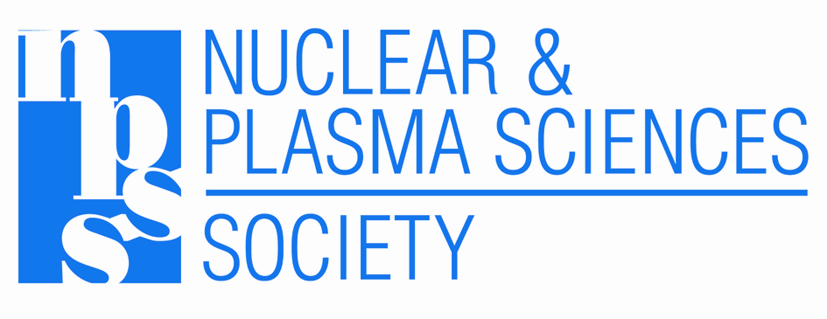 npss
NUCLEAR &
PLASMA SCIENCES
SOCIETY